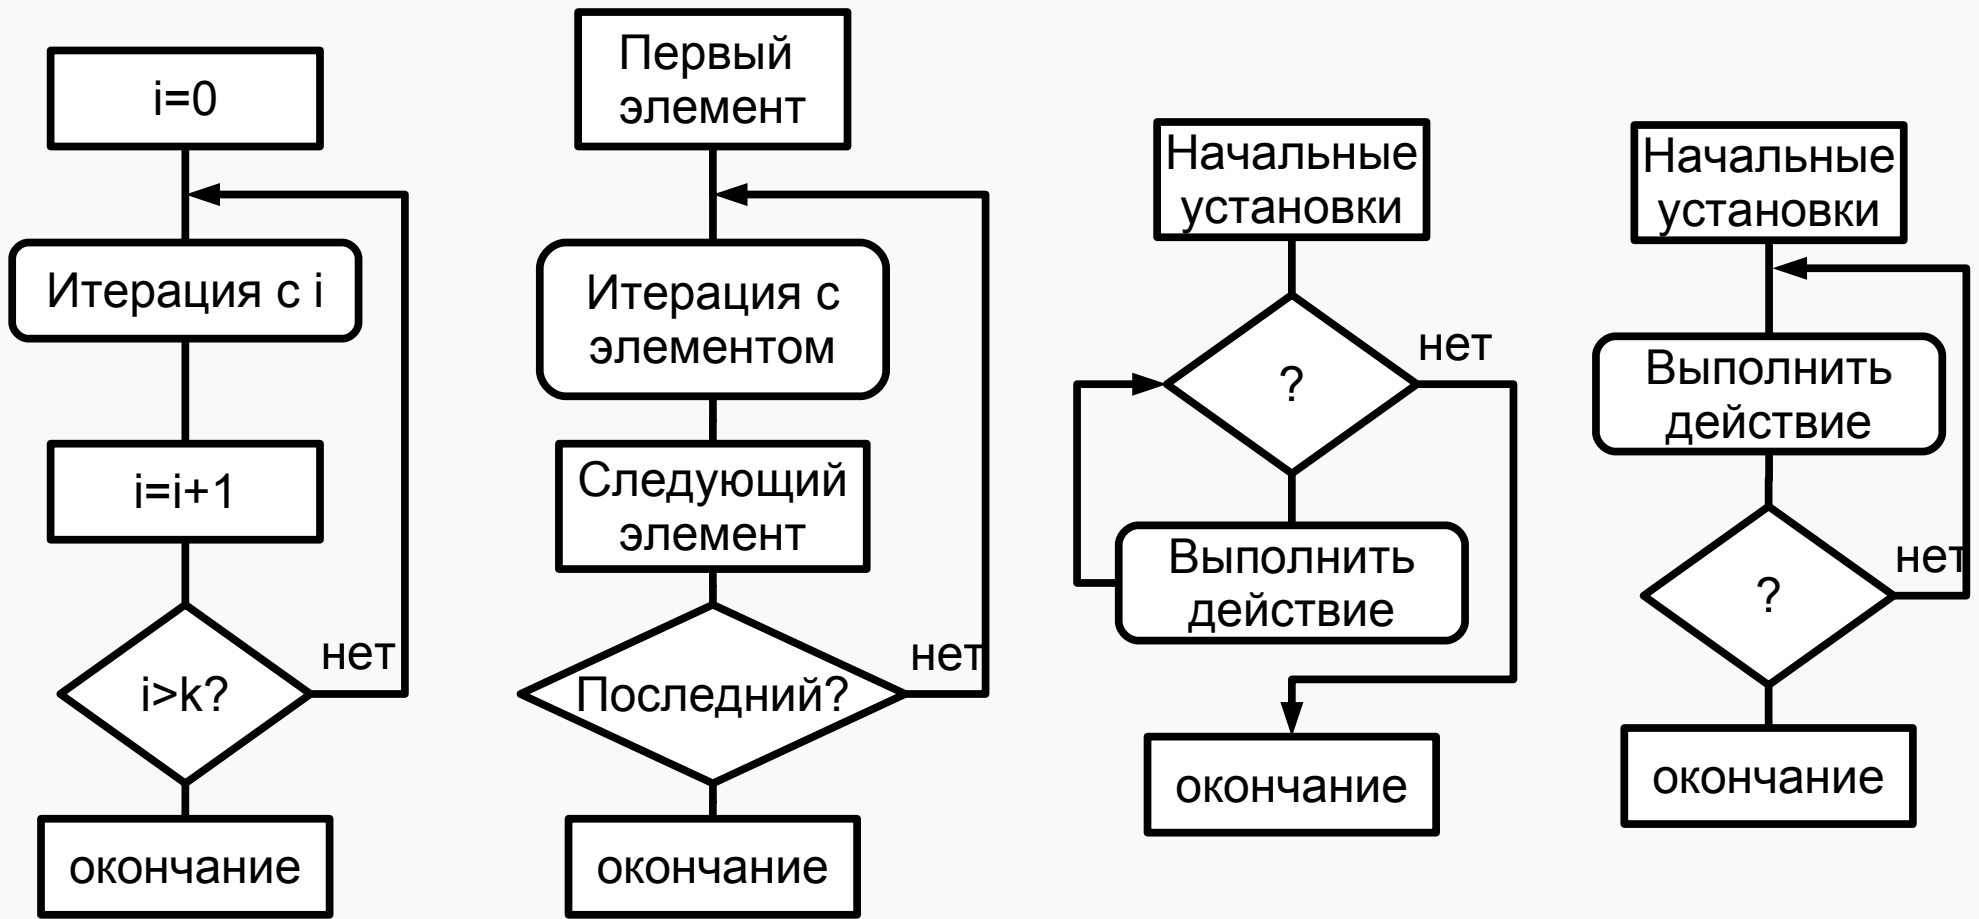 i=0
Итерация с i
i=i+1
i>k?
нет
окончание
Первый
элемент
Итерация с
элементом
Следующий
элемент
Последний?
нет
окончание
Начальные
установки
?
нет
Выполнить
действие
окончание
Начальные
установки
Выполнить
действие
?
нет
окончание